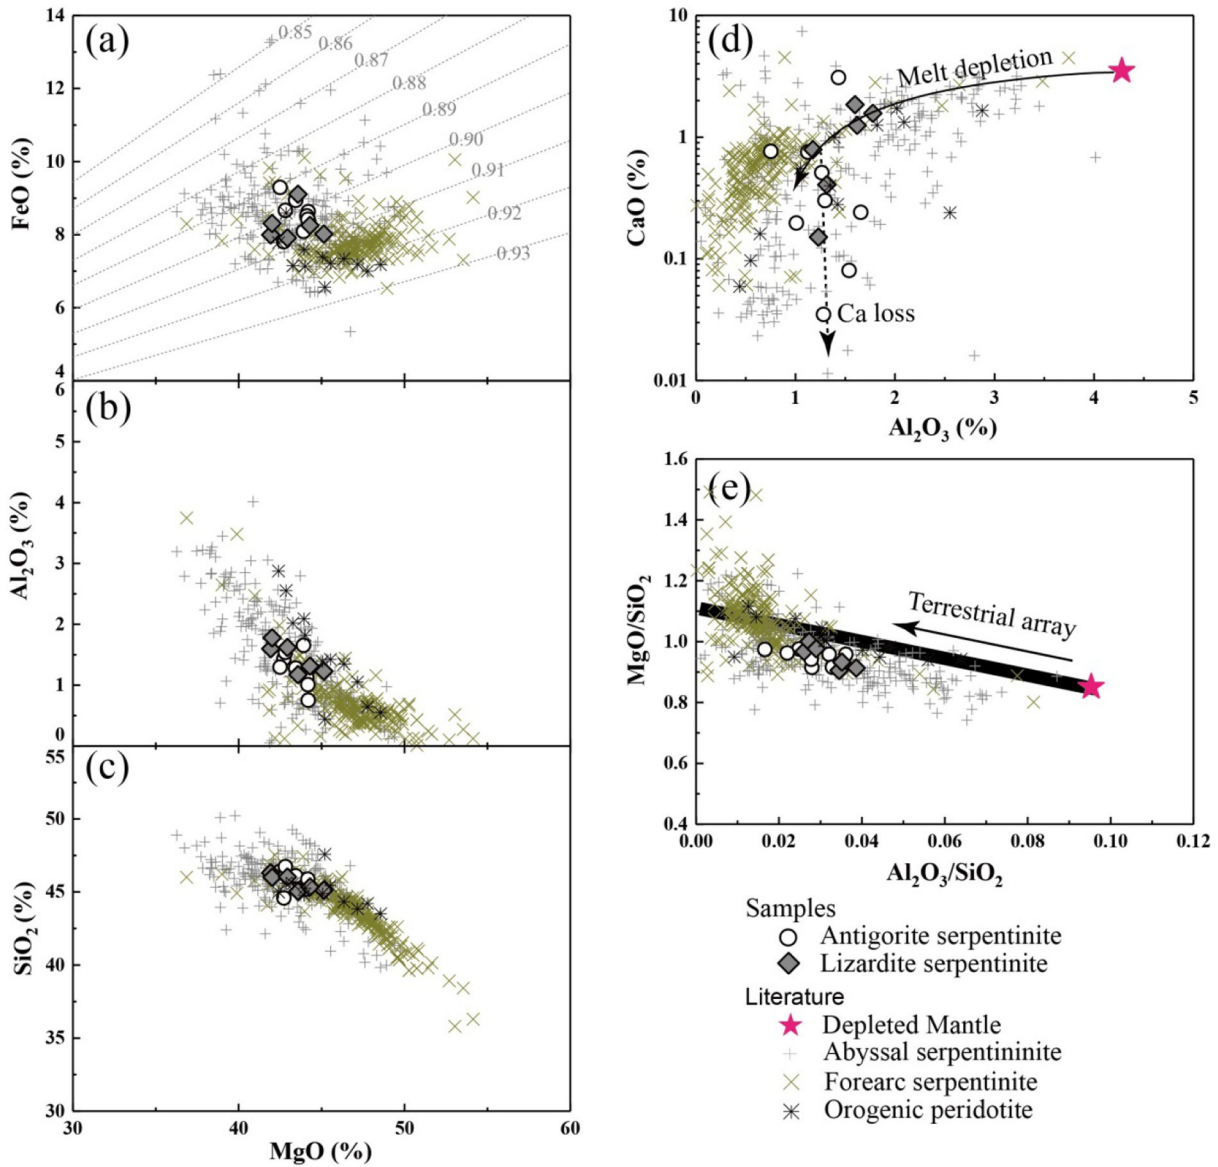 (a)
14
12
10
8
6
4
FeO (%)
0.85
0.86
0.87
0.88
0.89
0.90
0.91
0.92
0.93
(b)
6
5
4
3
2
1
0
Al₂O₃ (%)
(c)
55
50
45
40
35
30
SiO₂ (%)
30
40
50
60
MgO (%)
(d)
10
1
0.1
0.01
CaO (%)
Melt depletion
Ca loss
0
1
2
3
4
5
Al₂O₃ (%)
(e)
1.6
1.4
1.2
1.0
0.8
0.6
0.4
MgO/SiO₂
Terrestrial array
0.00
0.02
0.04
0.06
0.08
0.10
0.12
Al₂O₃/SiO₂
Samples
Antigorite serpentinite
Lizardite serpentinite
Literature
Depleted Mantle
Abyssal serpentininite
Forearc serpentinite
Orogenic peridotite